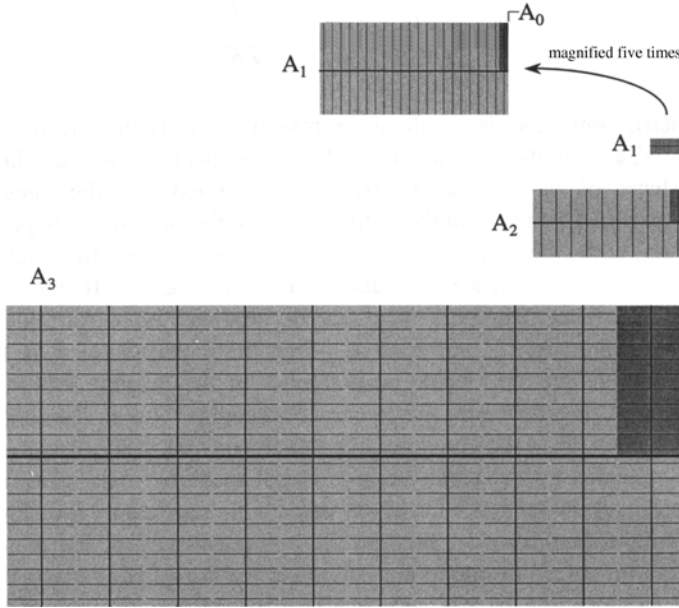 A₀
A₁
magnified five times
A₁
A₂
A₃